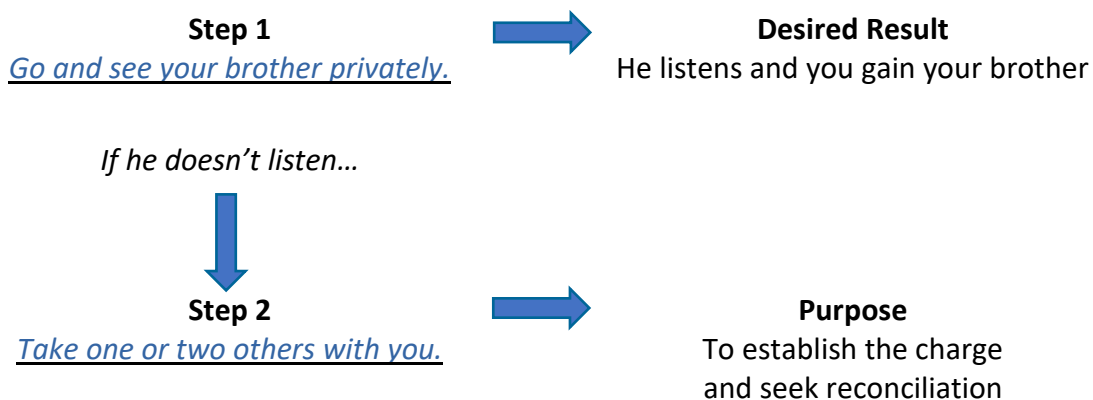 Step 1
Desired Result
Go and see your brother privately.
He listens and you gain your brother
If he doesn’t listen…
Step 2
Purpose
Take one or two others with you.
To establish the charge
and seek reconciliation